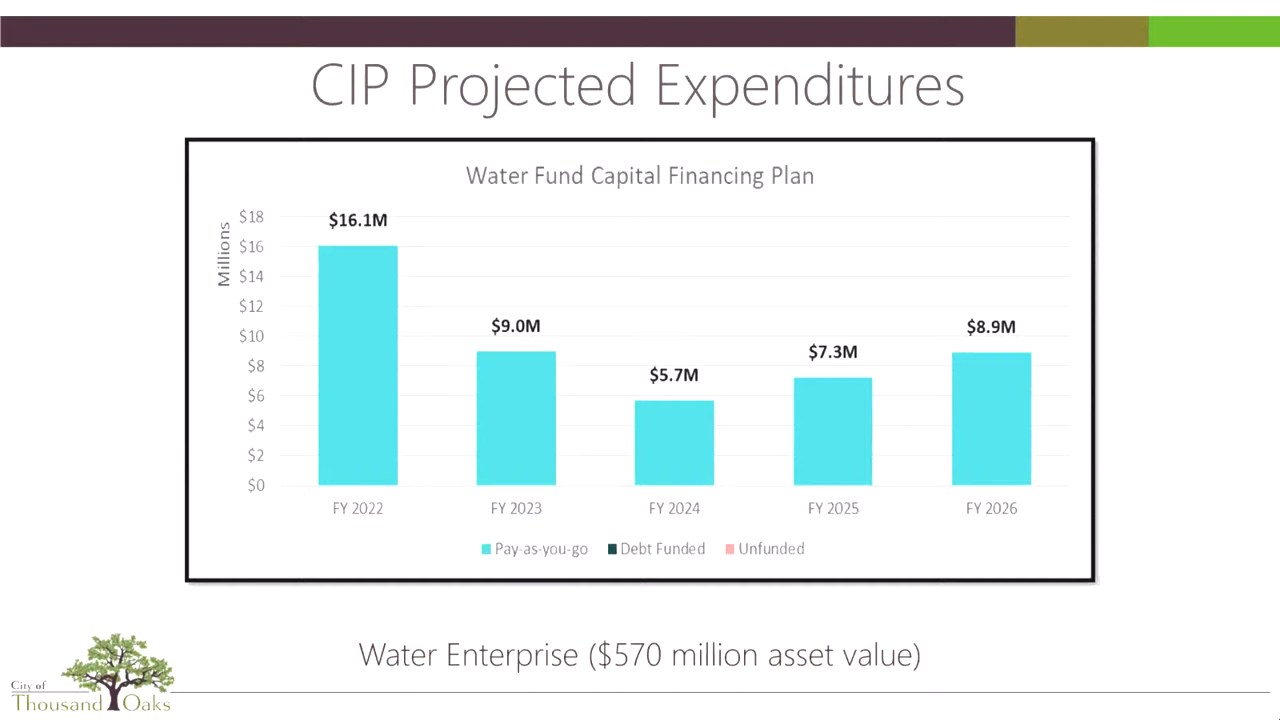 CIP Projected Expenditures
Water Fund Capital Financing Plan
Millions
$18
$16
$14
$12
$10
$8
$6
$4
$2
$0
$16.1M
$9.0M
$5.7M
$7.3M
$8.9M
FY 2022
FY 2023
FY 2024
FY 2025
FY 2026
Pay-as-you-go
Debt Funded
Unfunded
Water Enterprise ($570 million asset value)
City of
Thousand Oaks